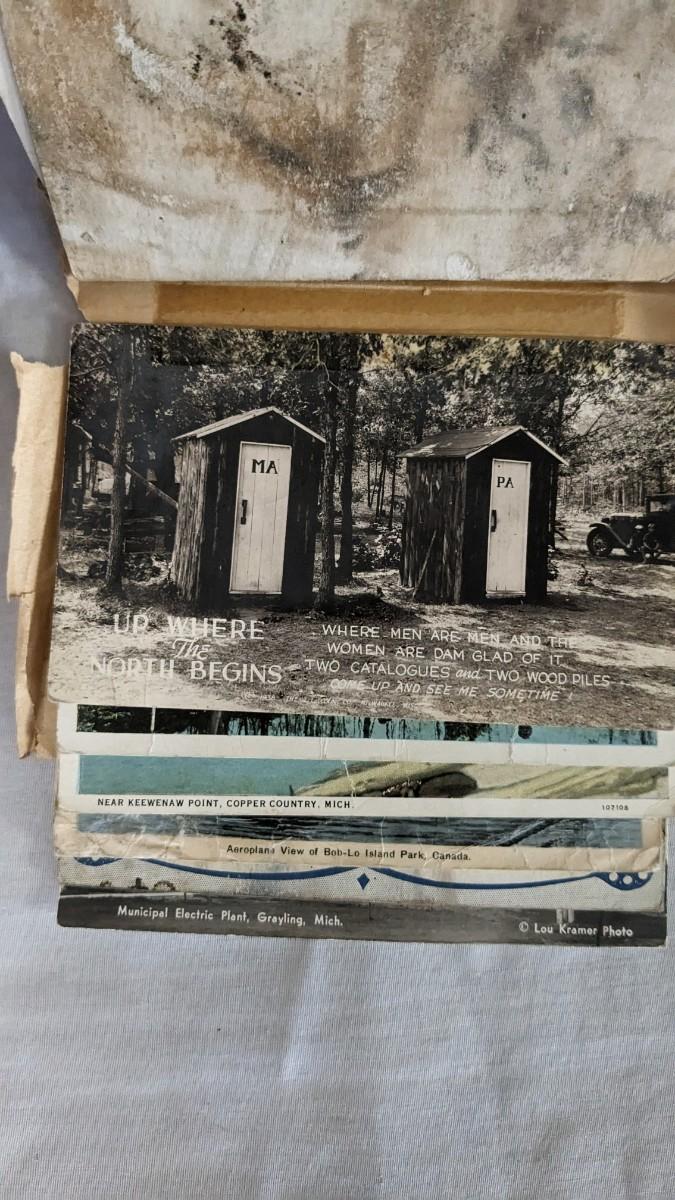 MA
PA
UP WHERE
The
NORTH BEGINS
WHERE MEN ARE MEN AND THE
WOMEN ARE DAM GLAD OF IT.
TWO CATALOGUES and TWO WOOD PILES
COME UP AND SEE ME SOMETIME !
NEAR KEEWENAW POINT, COPPER COUNTRY, MICH.
107108
Aeroplane View of Bob-Lo Island Park, Canada.
Municipal Electric Plant, Grayling, Mich.
© Lou Kramer Photo